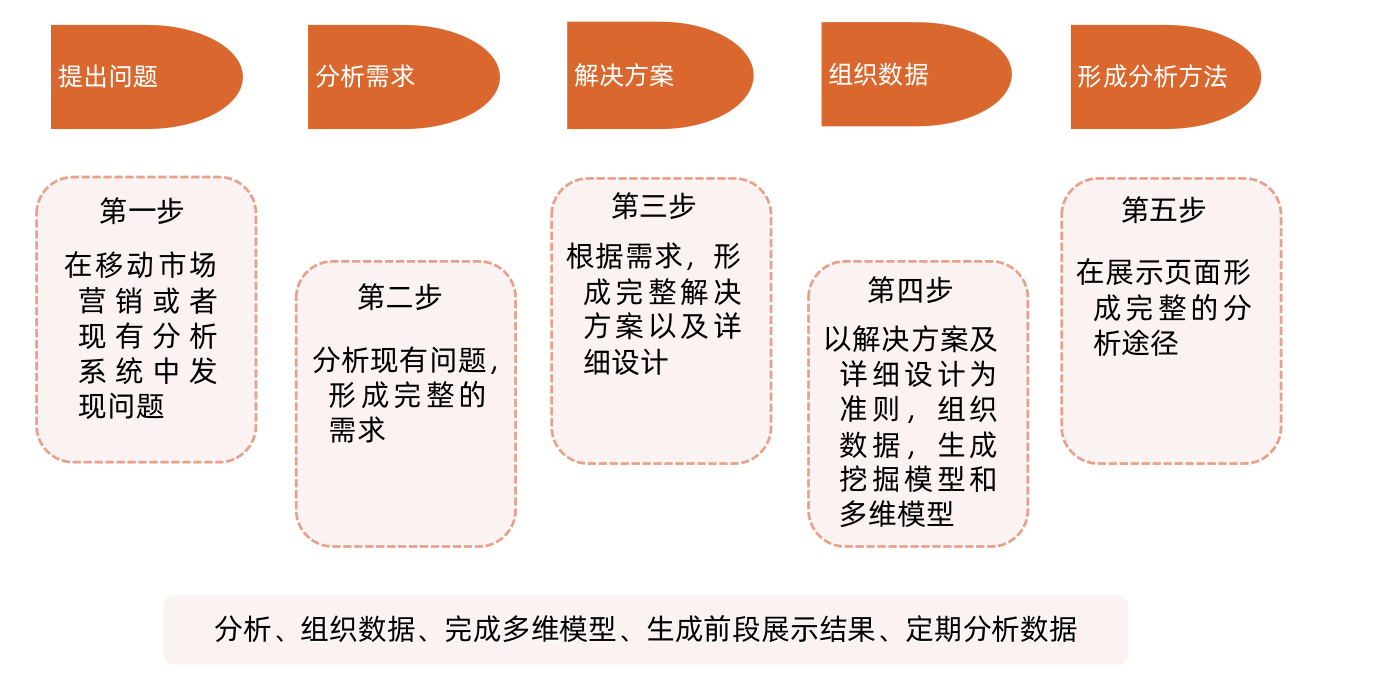 提出问题
分析需求
解决方案
组织数据
形成分析方法
第一步
在移动市场
营销或者
现有分析
系统中发
现问题
第二步
分析现有问题，
形成完整的
需求
第三步
根据需求，形
成完整解决
方案以及详
细设计
第四步
以解决方案及
详细设计为
准则，组织
数据，生成
挖掘模型和
多维模型
第五步
在展示页面形
成完整的分
析途径
分析、组织数据、完成多维模型、生成前段展示结果、定期分析数据